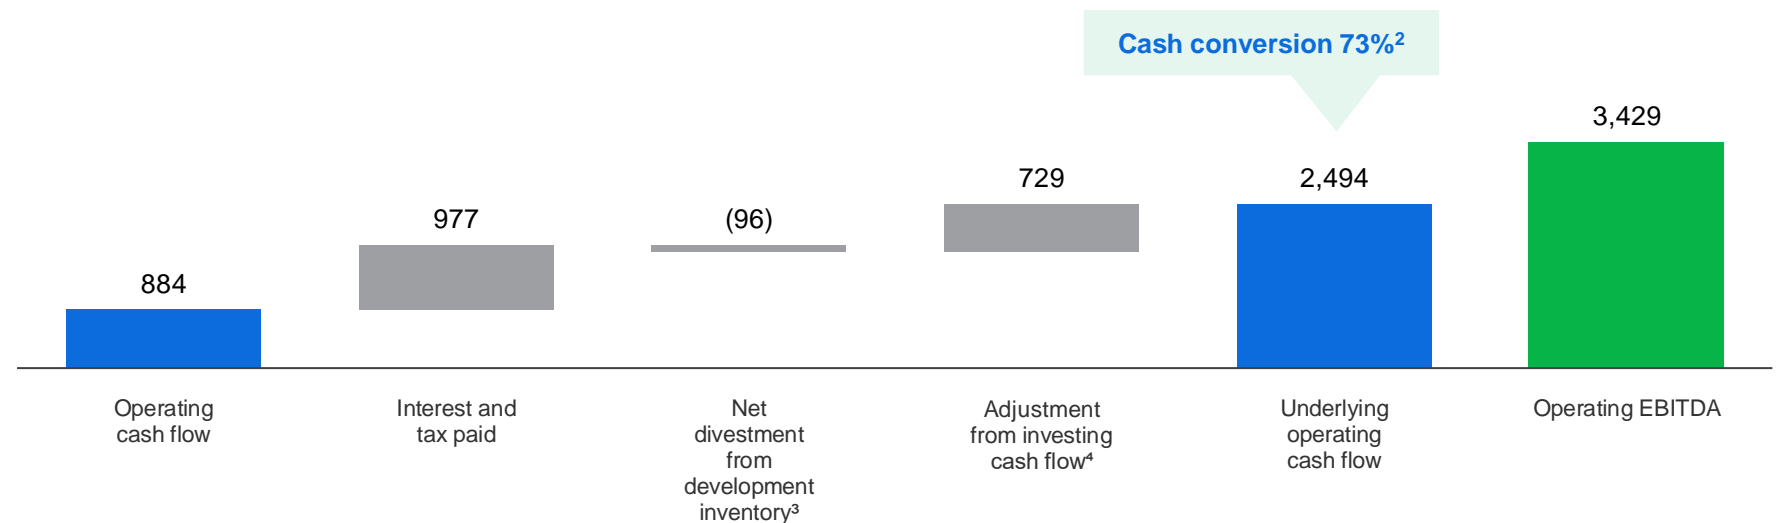 Cash conversion 73%²
3,429
729
2,494
977
(96)
884
Operating
cash flow
Interest and
tax paid
Net
divestment
from
development
inventory³
Adjustment
from investing
cash flow⁴
Underlying
operating
cash flow
Operating EBITDA